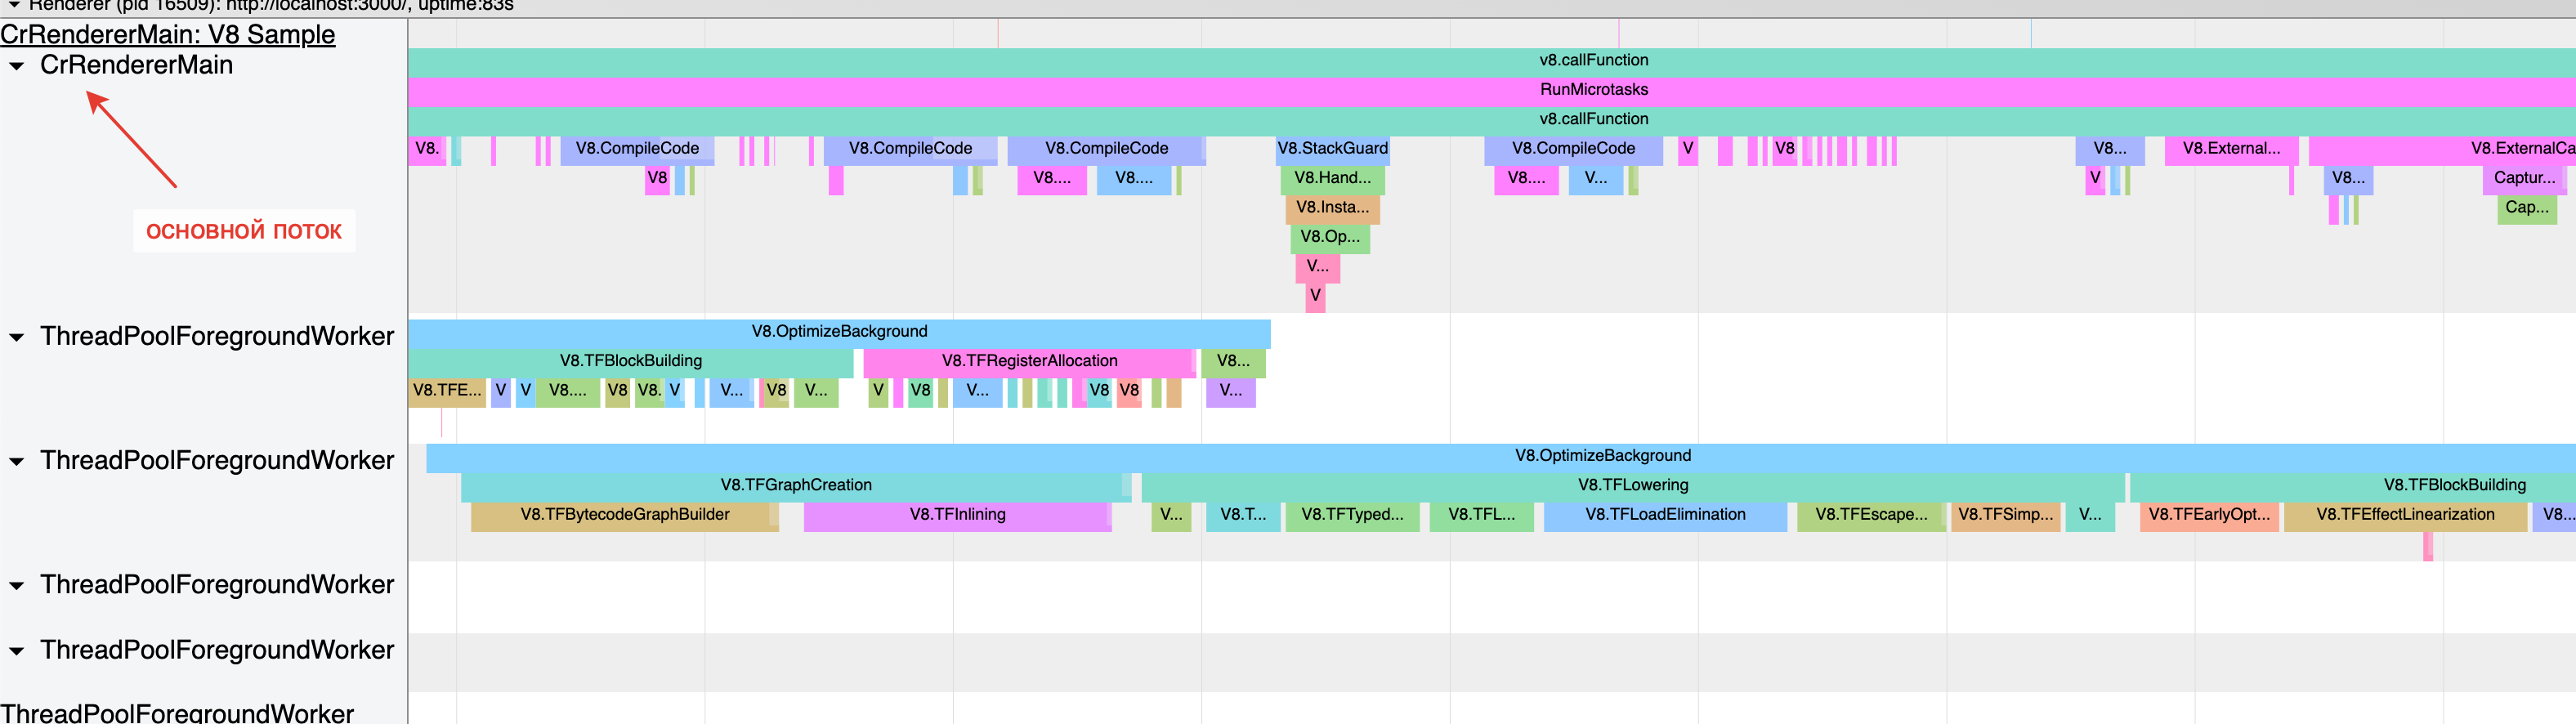 Renderer (pid 16509): http://localhost:3000/, uptime:83s
CrRendererMain: V8 Sample
CrRendererMain
v8.callFunction
RunMicrotasks
v8.callFunction
V8. V8.CompileCode V8.CompileCode V8.CompileCode V8.StackGuard V8.CompileCode V V8 V8... V8.External... V8.ExternalCa
V8 V8.... V8.... V8.Hand... V8.... V... V V8... Captur...
V8.Insta... Cap...
ОСНОВНОЙ ПОТОК
V8.Op...
V...
V
ThreadPoolForegroundWorker
V8.OptimizeBackground
V8.TFBlockBuilding V8.TFRegisterAllocation V8...
V8.TFE... V V V8.... V8 V8. V V... V8 V... V V8 V... V8 V8 V...
ThreadPoolForegroundWorker
V8.OptimizeBackground
V8.TFGraphCreation V8.TFLowering V8.TFBlockBuilding
V8.TFBytecodeGraphBuilder V8.TFInlining V... V8.T... V8.TFTyped... V8.TFL... V8.TFLoadElimination V8.TFEscape... V8.TFSimp... V... V8.TFEarlyOpt... V8.TFEffectLinearization V8...
ThreadPoolForegroundWorker
ThreadPoolForegroundWorker
ThreadPoolForegroundWorker